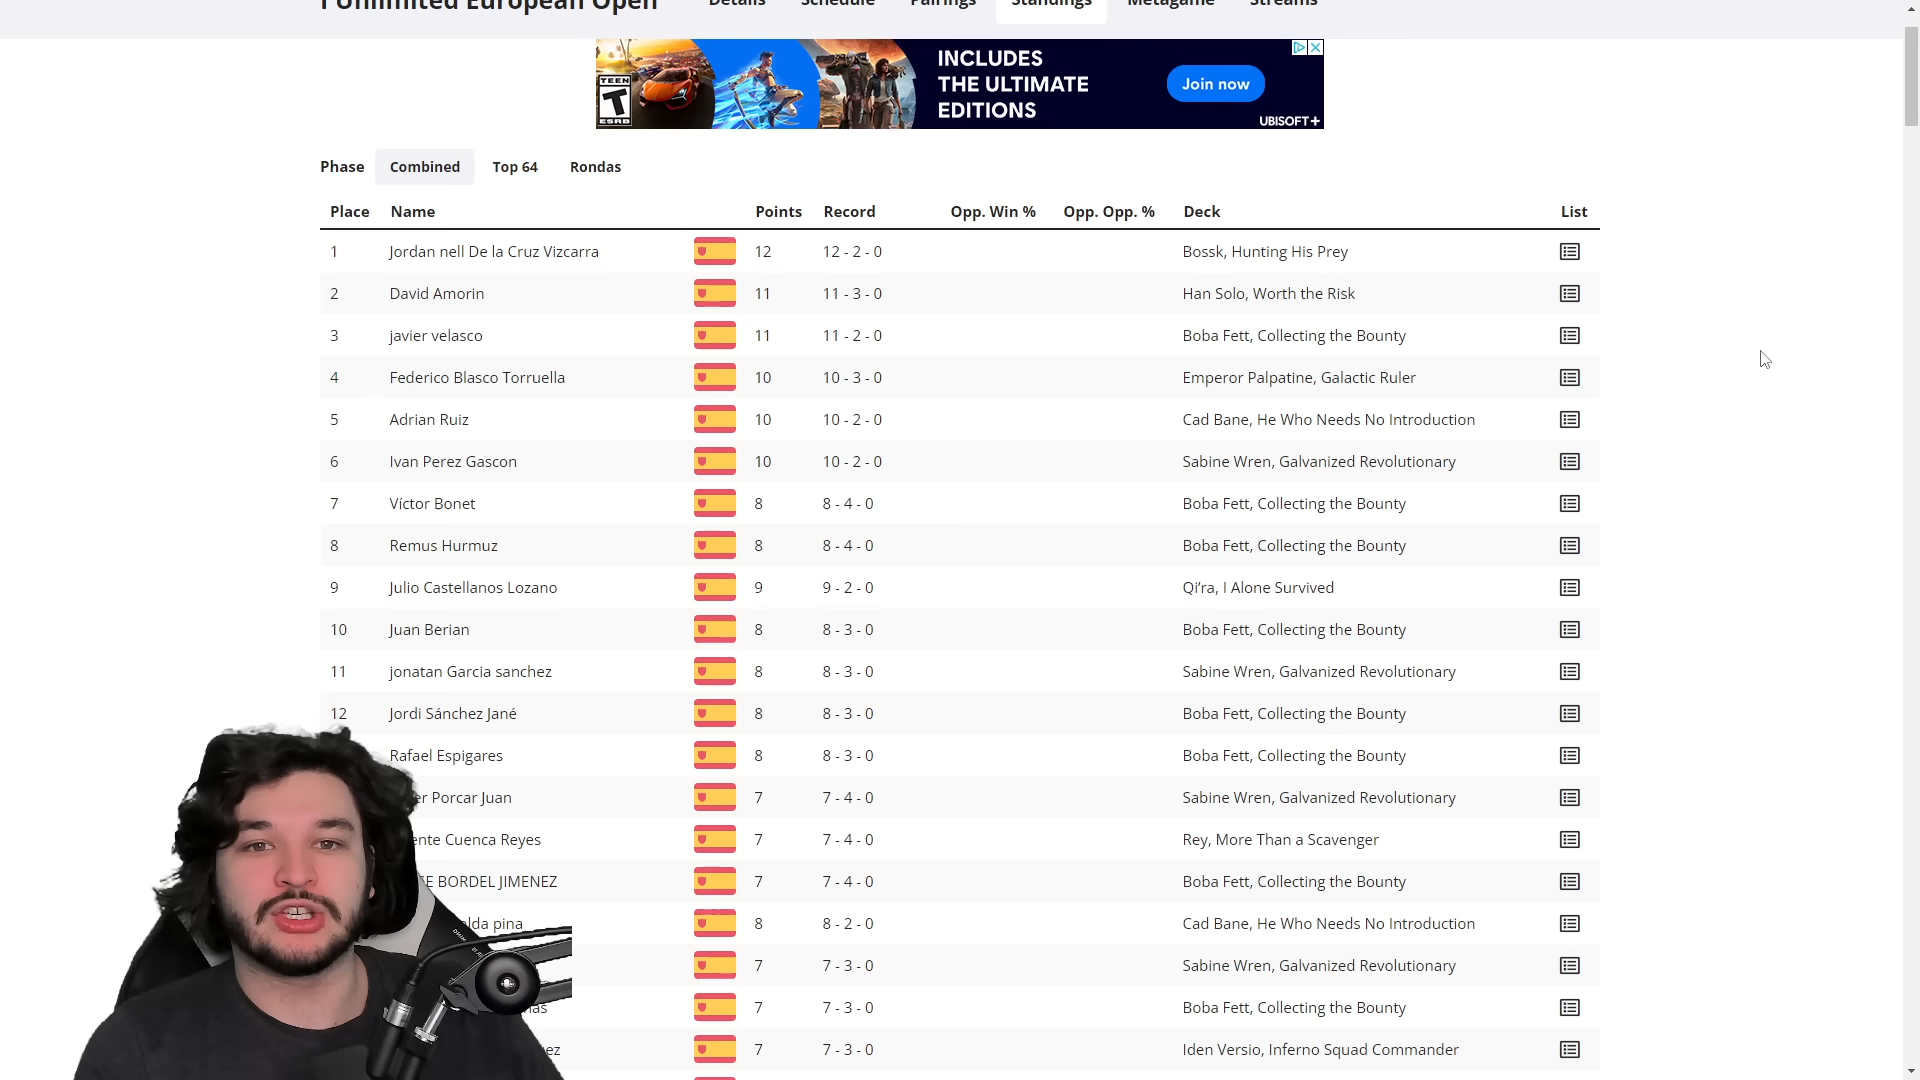 Unlimited European Open
Details Schedule Pairings Standings Metagame Streams
TEEN
T
ESRB
INCLUDES
THE ULTIMATE
EDITIONS
Join now
UBISOFT+
Phase Combined Top 64 Rondas
Place Name Points Record Opp. Win % Opp. Opp. % Deck List
1 Jordan nell De la Cruz Vizcarra 12 12 - 2 - 0 Bossk, Hunting His Prey
2 David Amorin 11 11 - 3 - 0 Han Solo, Worth the Risk
3 javier velasco 11 11 - 2 - 0 Boba Fett, Collecting the Bounty
4 Federico Blasco Torruella 10 10 - 3 - 0 Emperor Palpatine, Galactic Ruler
5 Adrian Ruiz 10 10 - 2 - 0 Cad Bane, He Who Needs No Introduction
6 Ivan Perez Gascon 10 10 - 2 - 0 Sabine Wren, Galvanized Revolutionary
7 Víctor Bonet 8 8 - 4 - 0 Boba Fett, Collecting the Bounty
8 Remus Hurmuz 8 8 - 4 - 0 Boba Fett, Collecting the Bounty
9 Julio Castellanos Lozano 9 9 - 2 - 0 Qi’ra, I Alone Survived
10 Juan Berian 8 8 - 3 - 0 Boba Fett, Collecting the Bounty
11 jonatan Garcia sanchez 8 8 - 3 - 0 Sabine Wren, Galvanized Revolutionary
12 Jordi Sánchez Jané 8 8 - 3 - 0 Boba Fett, Collecting the Bounty
Rafael Espigares 8 8 - 3 - 0 Boba Fett, Collecting the Bounty
Porcar Juan 7 7 - 4 - 0 Sabine Wren, Galvanized Revolutionary
Cuenca Reyes 7 7 - 4 - 0 Rey, More Than a Scavenger
BORDEL JIMENEZ 7 7 - 4 - 0 Boba Fett, Collecting the Bounty
pina 8 8 - 2 - 0 Cad Bane, He Who Needs No Introduction
7 7 - 3 - 0 Sabine Wren, Galvanized Revolutionary
7 7 - 3 - 0 Boba Fett, Collecting the Bounty
7 7 - 3 - 0 Iden Versio, Inferno Squad Commander